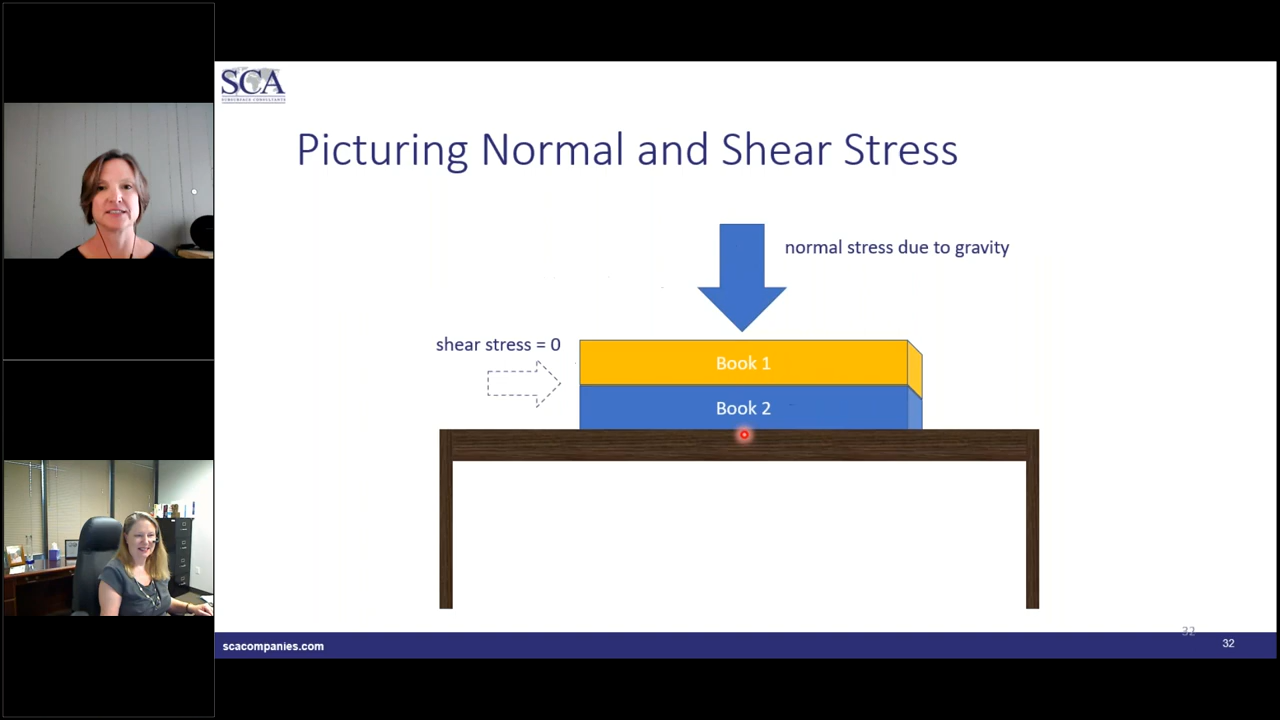 SCA
Picturing Normal and Shear Stress
normal stress due to gravity
shear stress = 0
Book 1
Book 2
32
scacompanies.com
32